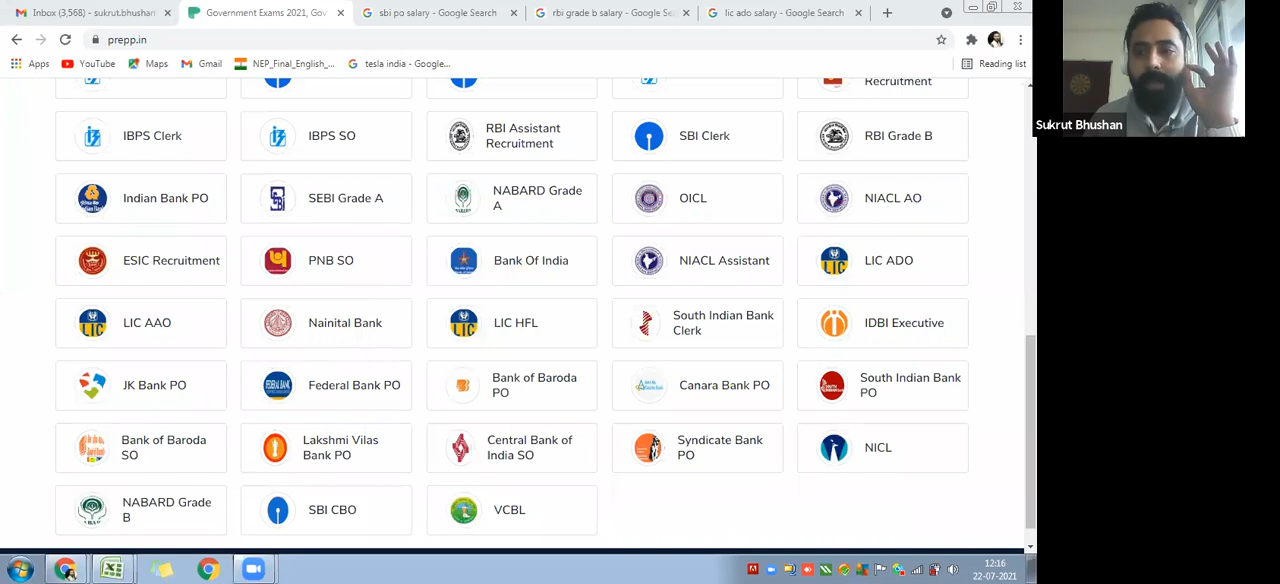 Inbox (3,568) - sukrut.bhushan
Government Exams 2021, Gov
sbi po salary - Google Search
rbi grade b salary - Google Se
lic ado salary - Google Search
prepp.in
Apps
YouTube
Maps
Gmail
NEP_Final_English_...
tesla india - Google...
Reading list
Recruitment
IBPS Clerk
IBPS SO
RBI Assistant
Recruitment
SBI Clerk
RBI Grade B
Indian Bank PO
SEBI Grade A
NABARD Grade
A
OICL
NIACL AO
ESIC Recruitment
PNB SO
Bank Of India
NIACL Assistant
LIC ADO
LIC AAO
Nainital Bank
LIC HFL
South Indian Bank
Clerk
IDBI Executive
JK Bank PO
Federal Bank PO
Bank of Baroda
PO
Canara Bank PO
South Indian Bank
PO
Bank of Baroda
SO
Lakshmi Vilas
Bank PO
Central Bank of
India SO
Syndicate Bank
PO
NICL
NABARD Grade
B
SBI CBO
VCBL
12:16
22-07-2021
Sukrut Bhushan